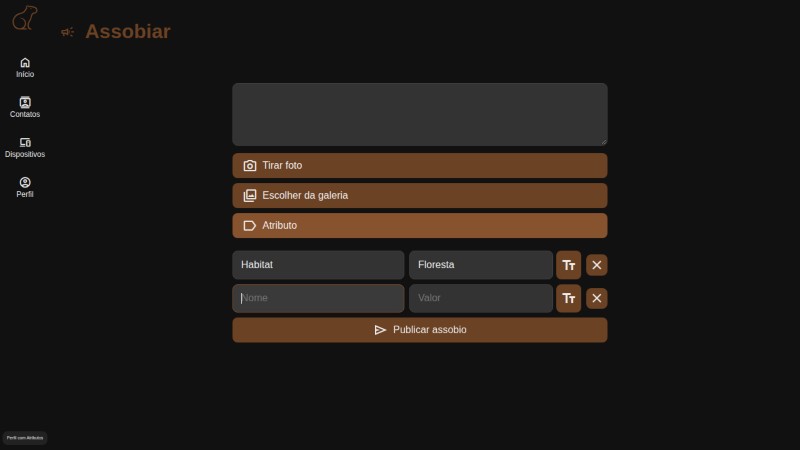 Assobiar
Início
Contatos
Dispositivos
Perfil
Tirar foto
Escolher da galeria
Atributo
Habitat
Floresta
Nome
Valor
Publicar assobio
Perfil com Atributos